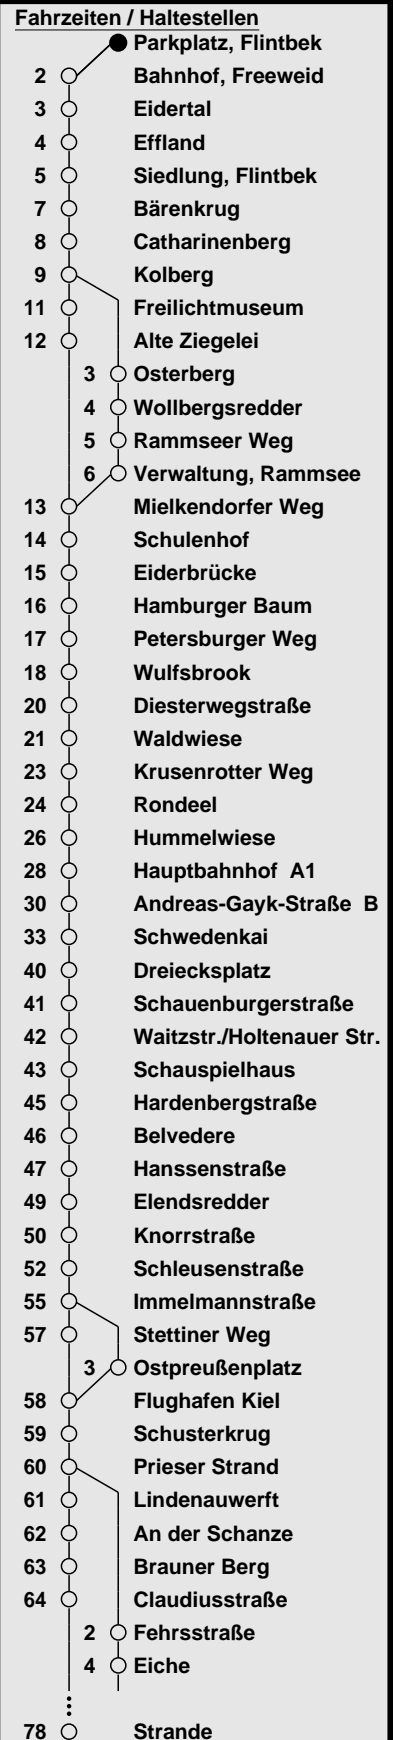 Fahrzeiten / Haltestellen
Parkplatz, Flintbek
2 Bahnhof, Freeweid
3 Eidertal
4 Effland
5 Siedlung, Flintbek
7 Bärenkrug
8 Catharinenberg
9 Kolberg
11 Freilichtmuseum
12 Alte Ziegelei
3 Osterberg
4 Wollbergsredder
5 Rammseer Weg
6 Verwaltung, Rammsee
13 Mielkendorfer Weg
14 Schulenhof
15 Eiderbrücke
16 Hamburger Baum
17 Petersburger Weg
18 Wulfsbrook
20 Diesterwegstraße
21 Waldwiese
23 Krusenrotter Weg
24 Rondeel
26 Hummelwiese
28 Hauptbahnhof A1
30 Andreas-Gayk-Straße B
33 Schwedenkai
40 Dreiecksplatz
41 Schauenburgerstraße
42 Waitzstr./Holtenauer Str.
43 Schauspielhaus
45 Hardenbergstraße
46 Belvedere
47 Hanssenstraße
49 Elendsredder
50 Knorrstraße
52 Schleusenstraße
55 Immelmannstraße
57 Stettiner Weg
3 Ostpreußenplatz
58 Flughafen Kiel
59 Schusterkrug
60 Prieser Strand
61 Lindenauwerft
62 An der Schanze
63 Brauner Berg
64 Claudiusstraße
2 Fehrsstraße
4 Eiche
78 Strande